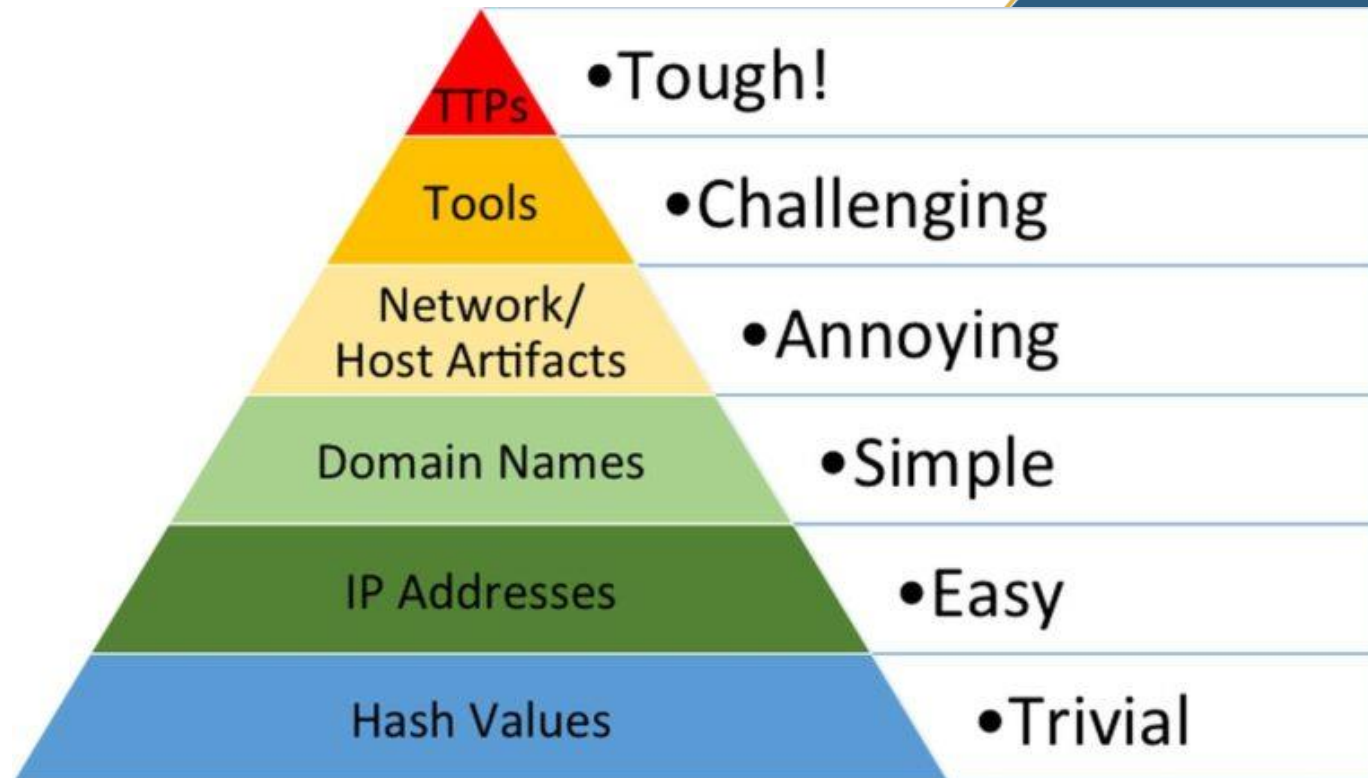 TTPs
•Tough!
Tools
•Challenging
Network/
Host Artifacts
•Annoying
Domain Names
•Simple
IP Addresses
•Easy
Hash Values
•Trivial